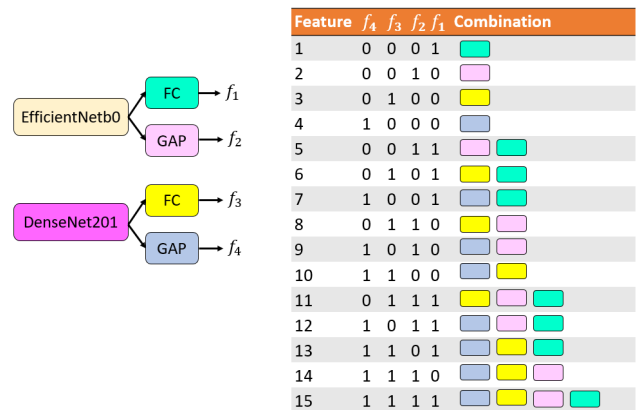 EfficientNetb0
FC
f₁
GAP
f₂
DenseNet201
FC
f₃
GAP
f₄
Feature f₄ f₃ f₂ f₁ Combination
1 0 0 0 1
2 0 0 1 0
3 0 1 0 0
4 1 0 0 0
5 0 0 1 1
6 0 1 0 1
7 1 0 0 1
8 0 1 1 0
9 1 0 1 0
10 1 1 0 0
11 0 1 1 1
12 1 0 1 1
13 1 1 0 1
14 1 1 1 0
15 1 1 1 1